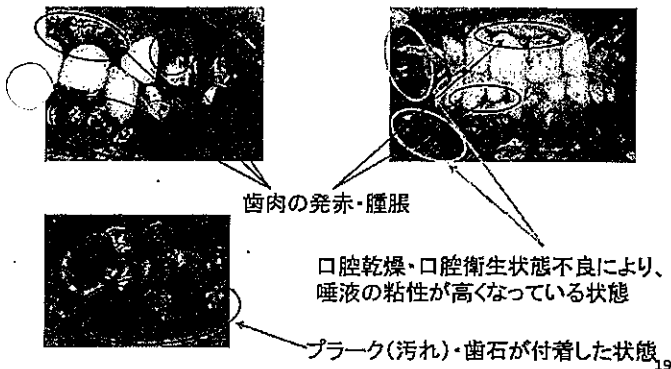 歯肉の発赤・腫脹
口腔乾燥・口腔衛生状態不良により、
唾液の粘性が高くなっている状態
プラーク(汚れ)・歯石が付着した状態
19